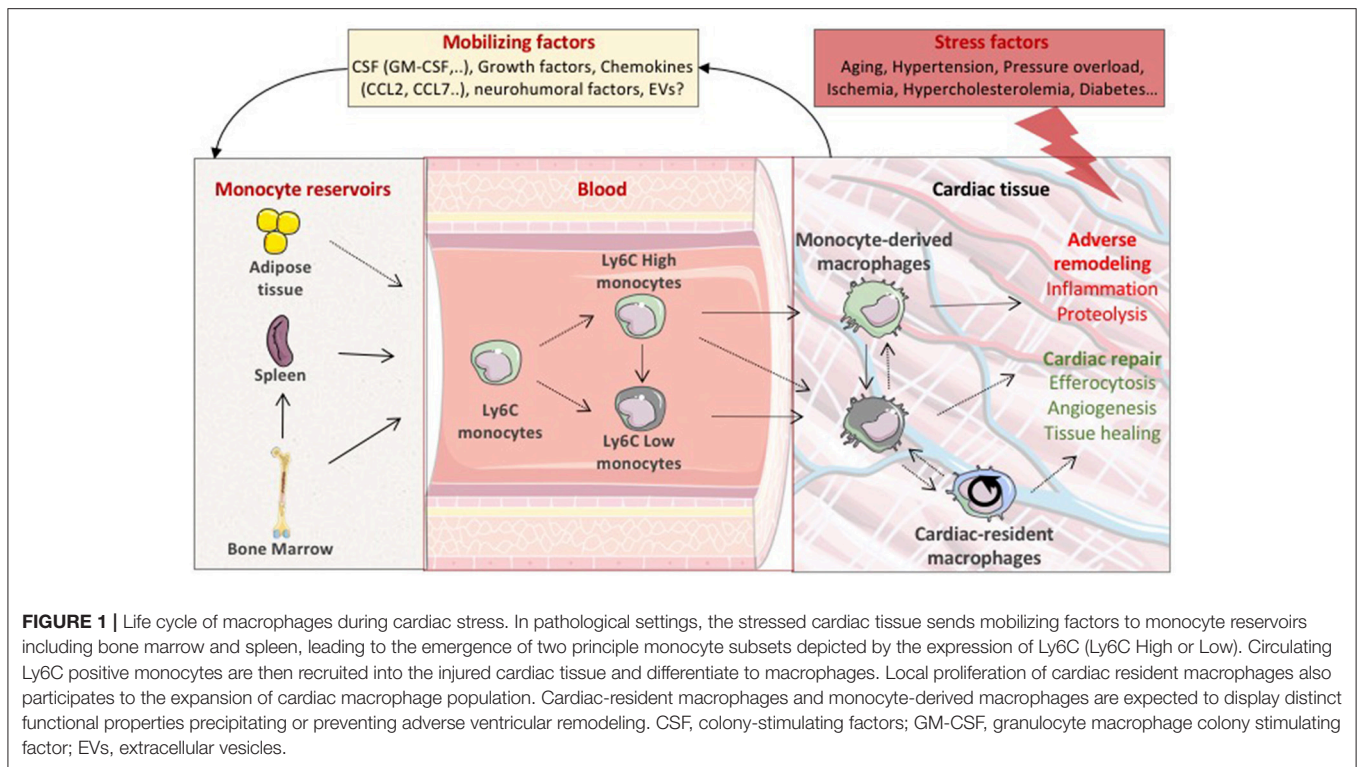 Mobilizing factors
CSF (GM-CSF,..), Growth factors, Chemokines
(CCL2, CCL7..), neurohumoral factors, EVs?
Stress factors
Aging, Hypertension, Pressure overload,
Ischemia, Hypercholesterolemia, Diabetes...
Monocyte reservoirs
Adipose
tissue
Spleen
Bone Marrow
Blood
Ly6C
monocytes
Ly6C High
monocytes
Ly6C Low
monocytes
Cardiac tissue
Monocyte-derived
macrophages
Cardiac-resident
macrophages
Adverse
remodeling
Inflammation
Proteolysis
Cardiac repair
Efferocytosis
Angiogenesis
Tissue healing
FIGURE 1 | Life cycle of macrophages during cardiac stress. In pathological settings, the stressed cardiac tissue sends mobilizing factors to monocyte reservoirs
including bone marrow and spleen, leading to the emergence of two principle monocyte subsets depicted by the expression of Ly6C (Ly6C High or Low). Circulating
Ly6C positive monocytes are then recruited into the injured cardiac tissue and differentiate to macrophages. Local proliferation of cardiac resident macrophages also
participates to the expansion of cardiac macrophage population. Cardiac-resident macrophages and monocyte-derived macrophages are expected to display distinct
functional properties precipitating or preventing adverse ventricular remodeling. CSF, colony-stimulating factors; GM-CSF, granulocyte macrophage colony stimulating
factor; EVs, extracellular vesicles.